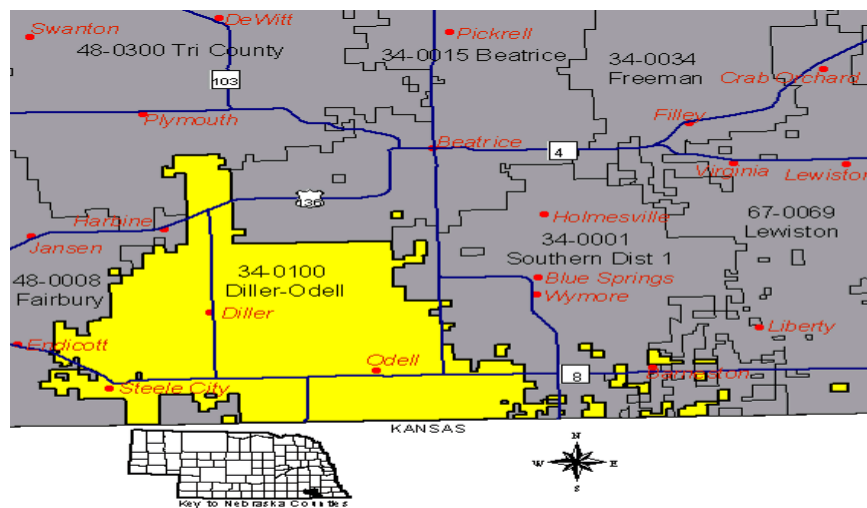 Swanton
DeWitt
Pickrell
48-0300 Tri County
34-0015 Beatrice
34-0034
Freeman
Crab Orchard
103
Plymouth
Filley
Beatrice
4
Virginia
Lewiston
136
Harbine
Jansen
Holmesville
67-0069
Lewiston
34-0001
Southern Dist 1
48-0008
Fairbury
34-0100
Diller-Odell
Blue Springs
Wymore
Diller
Liberty
Endicott
Odell
Barneston
8
Steele City
KANSAS
N
W
E
S
Key to Nebraska Counties